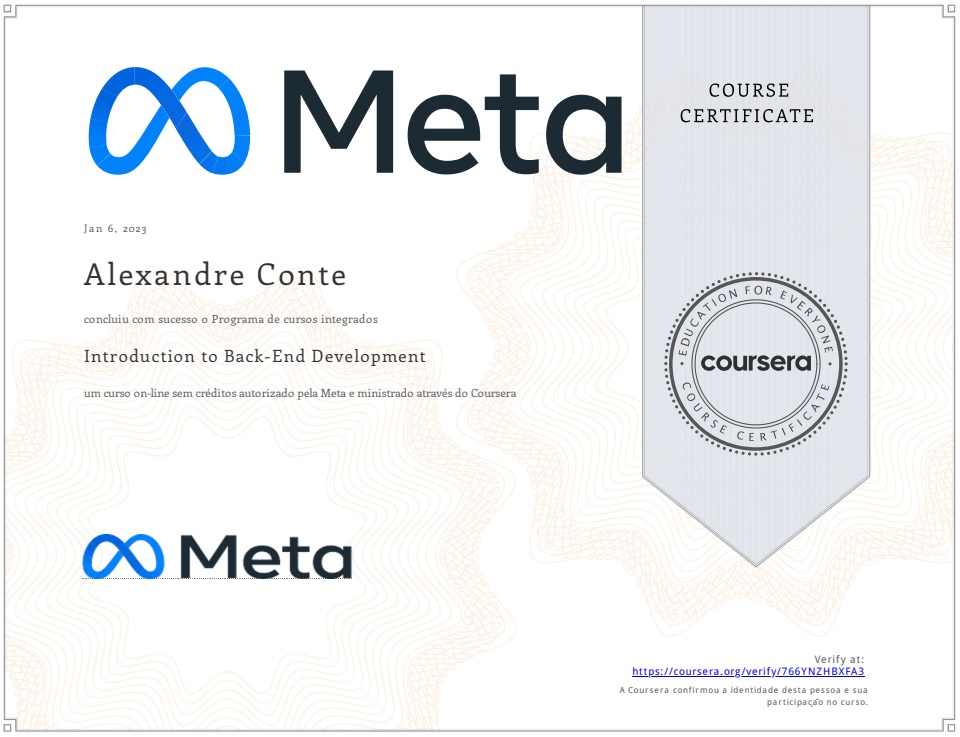 Meta
COURSE
CERTIFICATE
Jan 6, 2023
Alexandre Conte
concluiu com sucesso o Programa de cursos integrados
Introduction to Back-End Development
um curso on-line sem créditos autorizado pela Meta e ministrado através do Coursera
EDUCATION FOR EVERYONE
coursera
COURSE CERTIFICATE
Meta
Verify at:
https://coursera.org/verify/766YNZHBXFA3
A Coursera confirmou a identidade desta pessoa e sua
participação no curso.